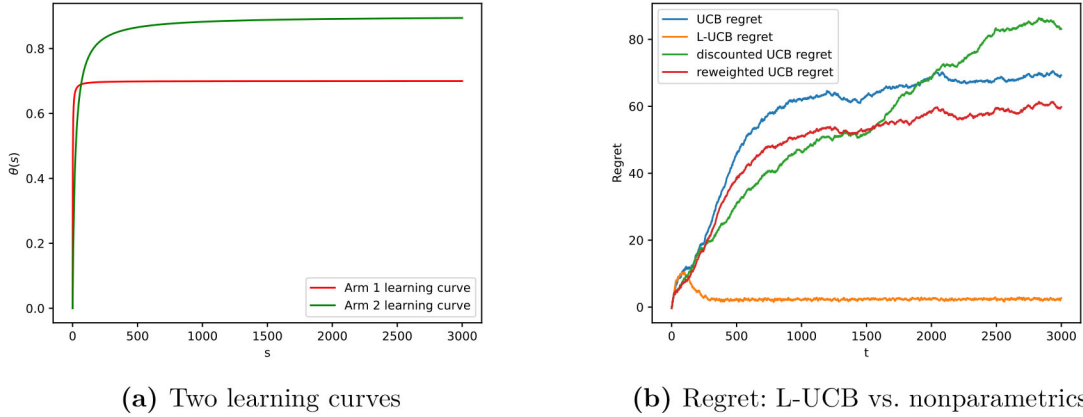 0.8
0.6
0.4
0.2
0.0
θ(s)
Arm 1 learning curve
Arm 2 learning curve
0
500
1000
1500
2000
2500
3000
s
(a) Two learning curves
80
60
40
20
0
Regret
UCB regret
L-UCB regret
discounted UCB regret
reweighted UCB regret
0
500
1000
1500
2000
2500
3000
t
(b) Regret: L-UCB vs. nonparametrics